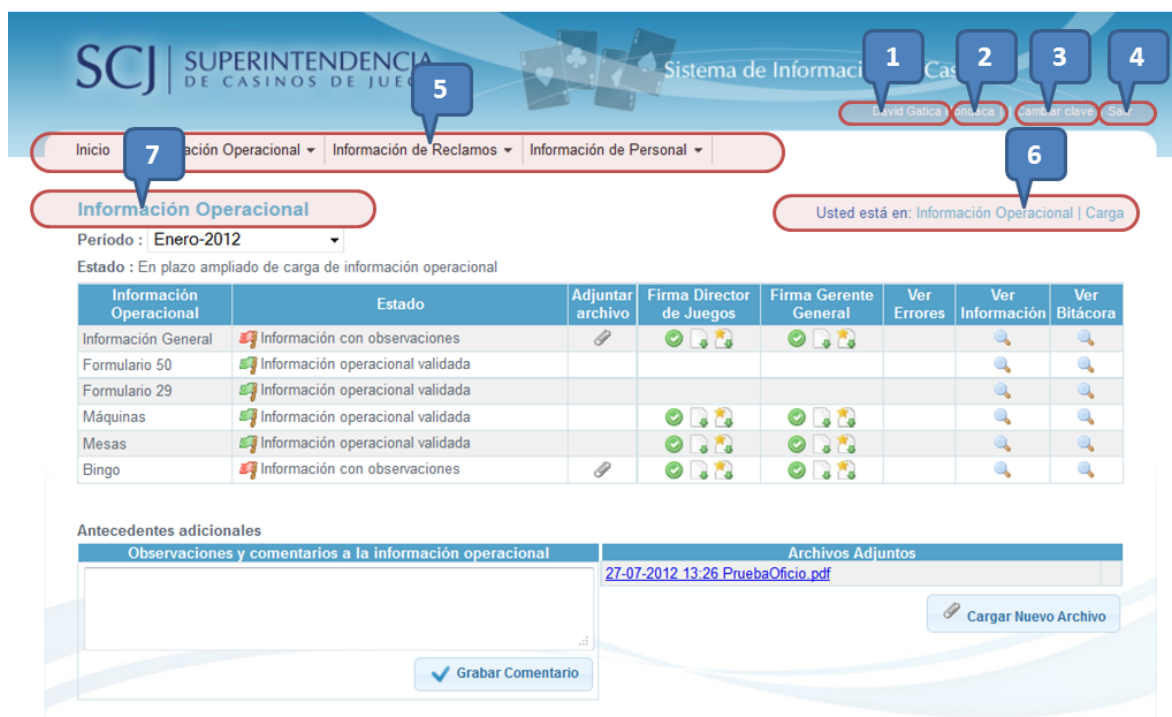 SCJ SUPERINTENDENCIA
DE CASINOS DE JUE
Sistema de Informaci Cas
1 2 3 4
David Gatica | | Cambiar clave Salir
5
Inicio ación Operacional Información de Reclamos Información de Personal
7
6
Información Operacional
Usted está en: Información Operacional | Carga
Período : Enero-2012
Estado : En plazo ampliado de carga de información operacional
Información Operacional Estado Adjuntar archivo Firma Director de Juegos Firma Gerente General Ver Errores Ver Información Ver Bitácora
Información General Información con observaciones
Formulario 50 Información operacional validada
Formulario 29 Información operacional validada
Máquinas Información operacional validada
Mesas Información operacional validada
Bingo Información con observaciones
Antecedentes adicionales
Observaciones y comentarios a la información operacional
Archivos Adjuntos
27-07-2012 13:26 PruebaOficio.pdf
Cargar Nuevo Archivo
Grabar Comentario